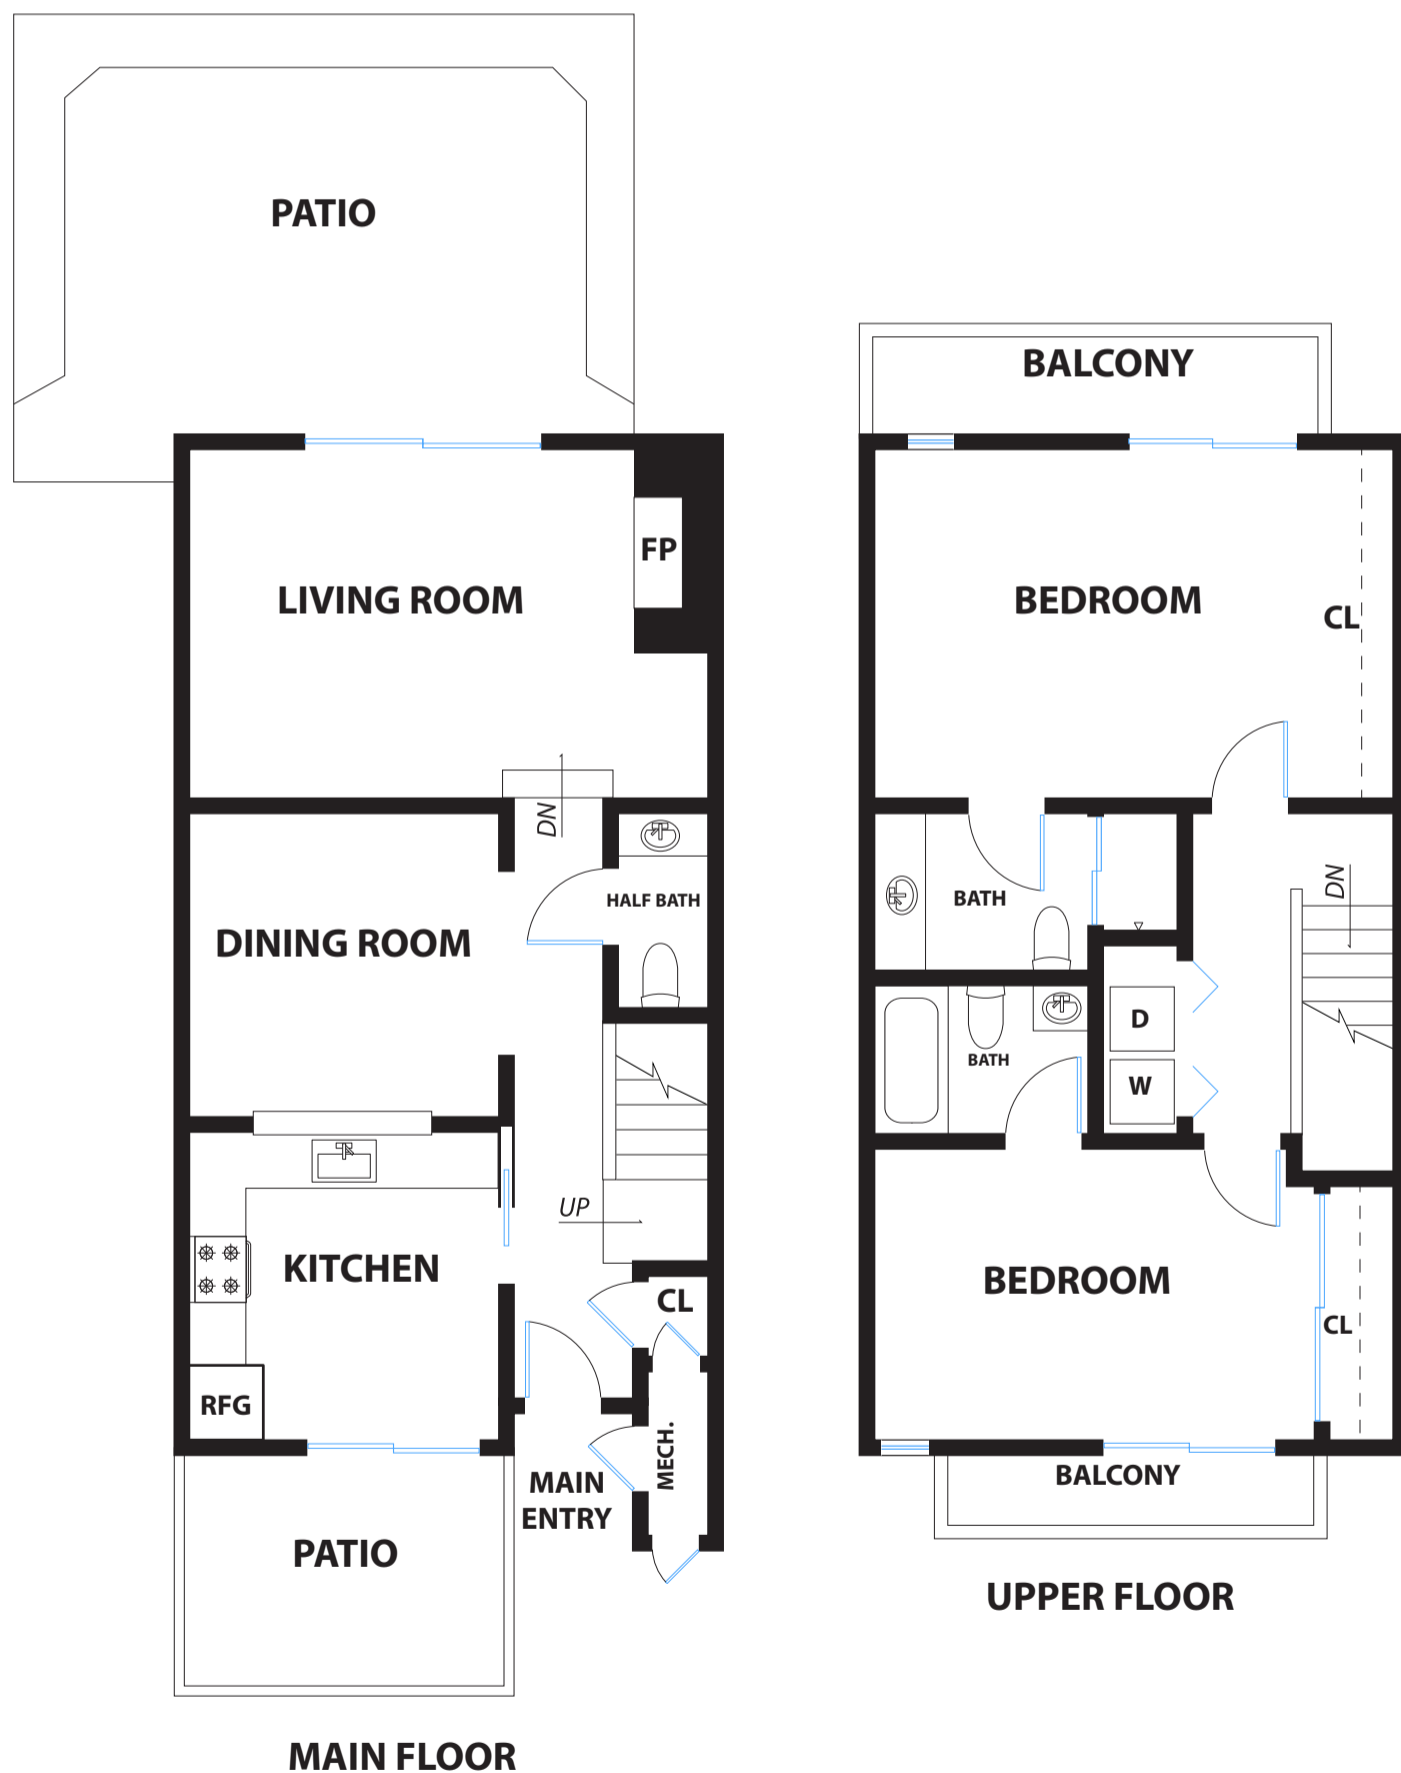 PATIO
LIVING ROOM
FP
DN
HALF BATH
DINING ROOM
UP
KITCHEN
CL
RFG
MECH.
MAIN
ENTRY
PATIO
MAIN FLOOR
BALCONY
BEDROOM
CL
BATH
DN
D
BATH
W
BEDROOM
CL
BALCONY
UPPER FLOOR